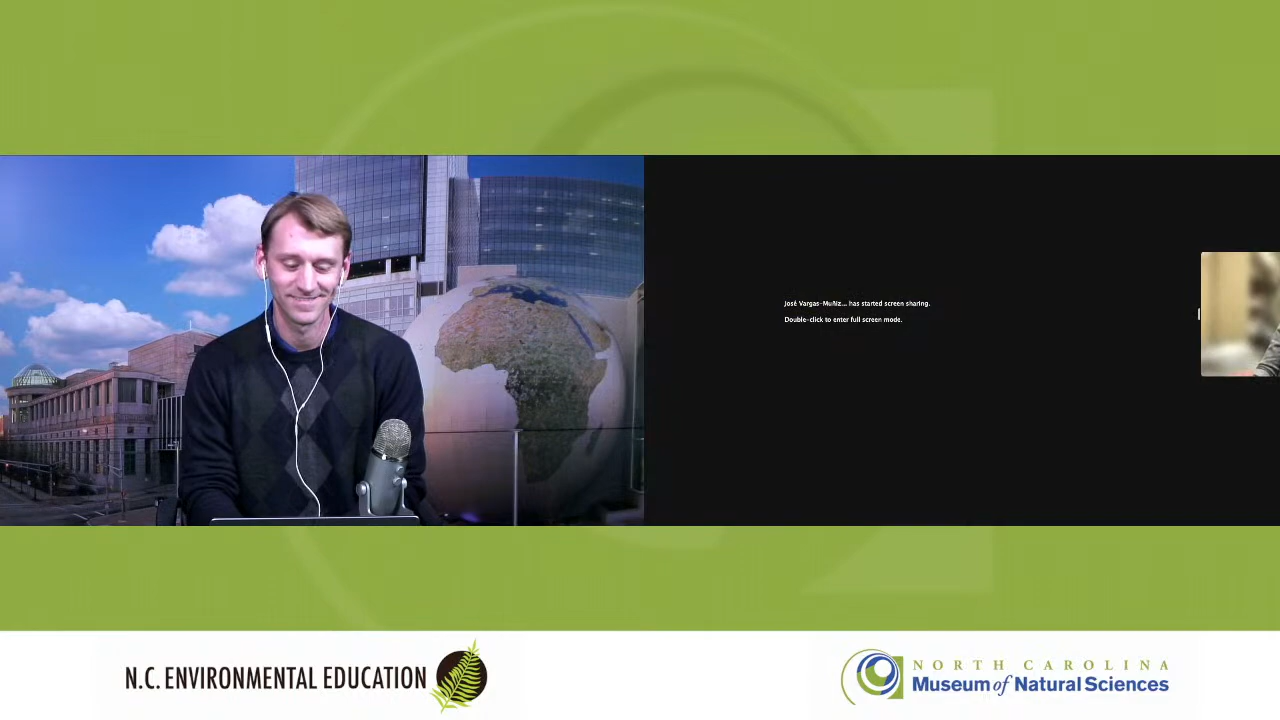 José Vargas-Muñiz... has started screen sharing.
Double-click to enter full screen mode.
N.C. ENVIRONMENTAL EDUCATION
NORTH CAROLINA
Museum of Natural Sciences